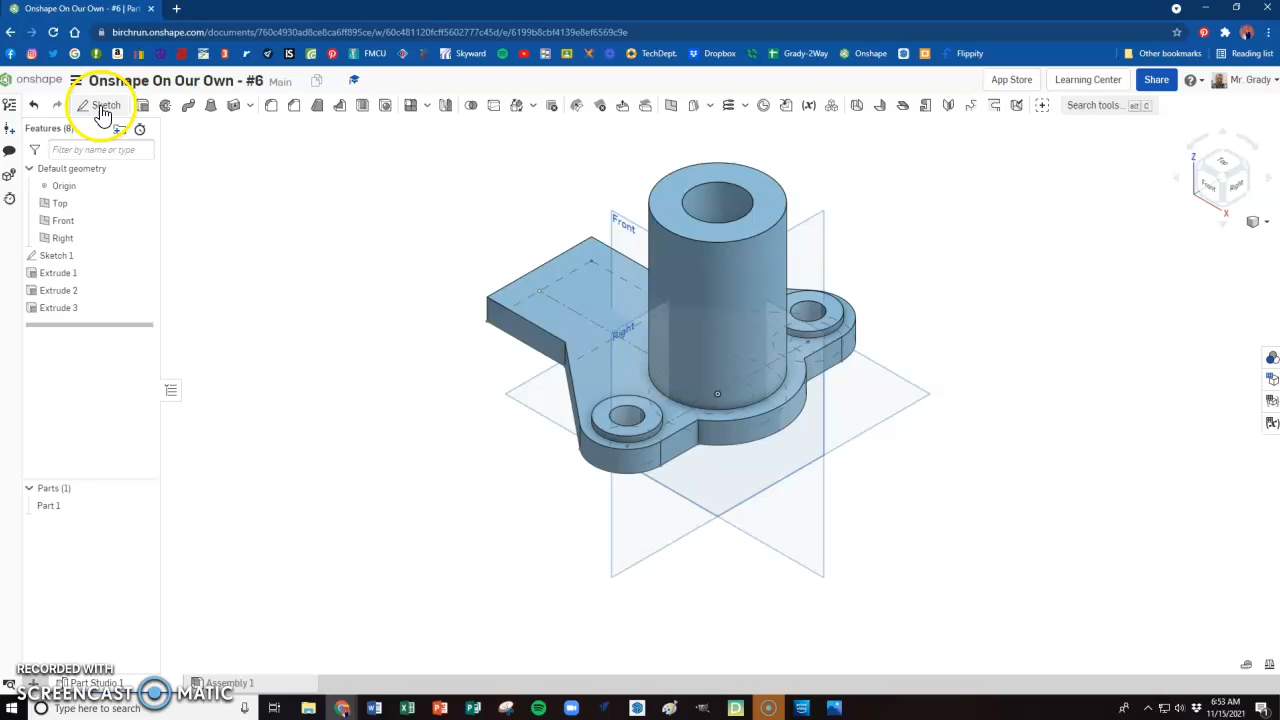 Onshape On Our Own - #6 | Part
birchrun.onshape.com/documents/760c4930ad8ce8ca6ff895ce/w/60c481120fcff5602777c45d/e/6199b8cbf4139e8ef6569c9e
FMCU
Skyward
TechDept.
Dropbox
Grady-2Way
Onshape
Flippity
Other bookmarks
Reading list
onshape
Onshape On Our Own - #6
Main
App Store
Learning Center
Share
Mr. Grady
Sketch
Search tools...
alt C
Features (8)
Filter by name or type
Default geometry
Origin
Top
Front
Right
Sketch 1
Extrude 1
Extrude 2
Extrude 3
Parts (1)
Part 1
Front
Right
Z
Top
Front
Right
X
Part Studio 1
Assembly 1
RECORDED WITH
SCREENCAST MATIC
Type here to search
6:53 AM
11/15/2021